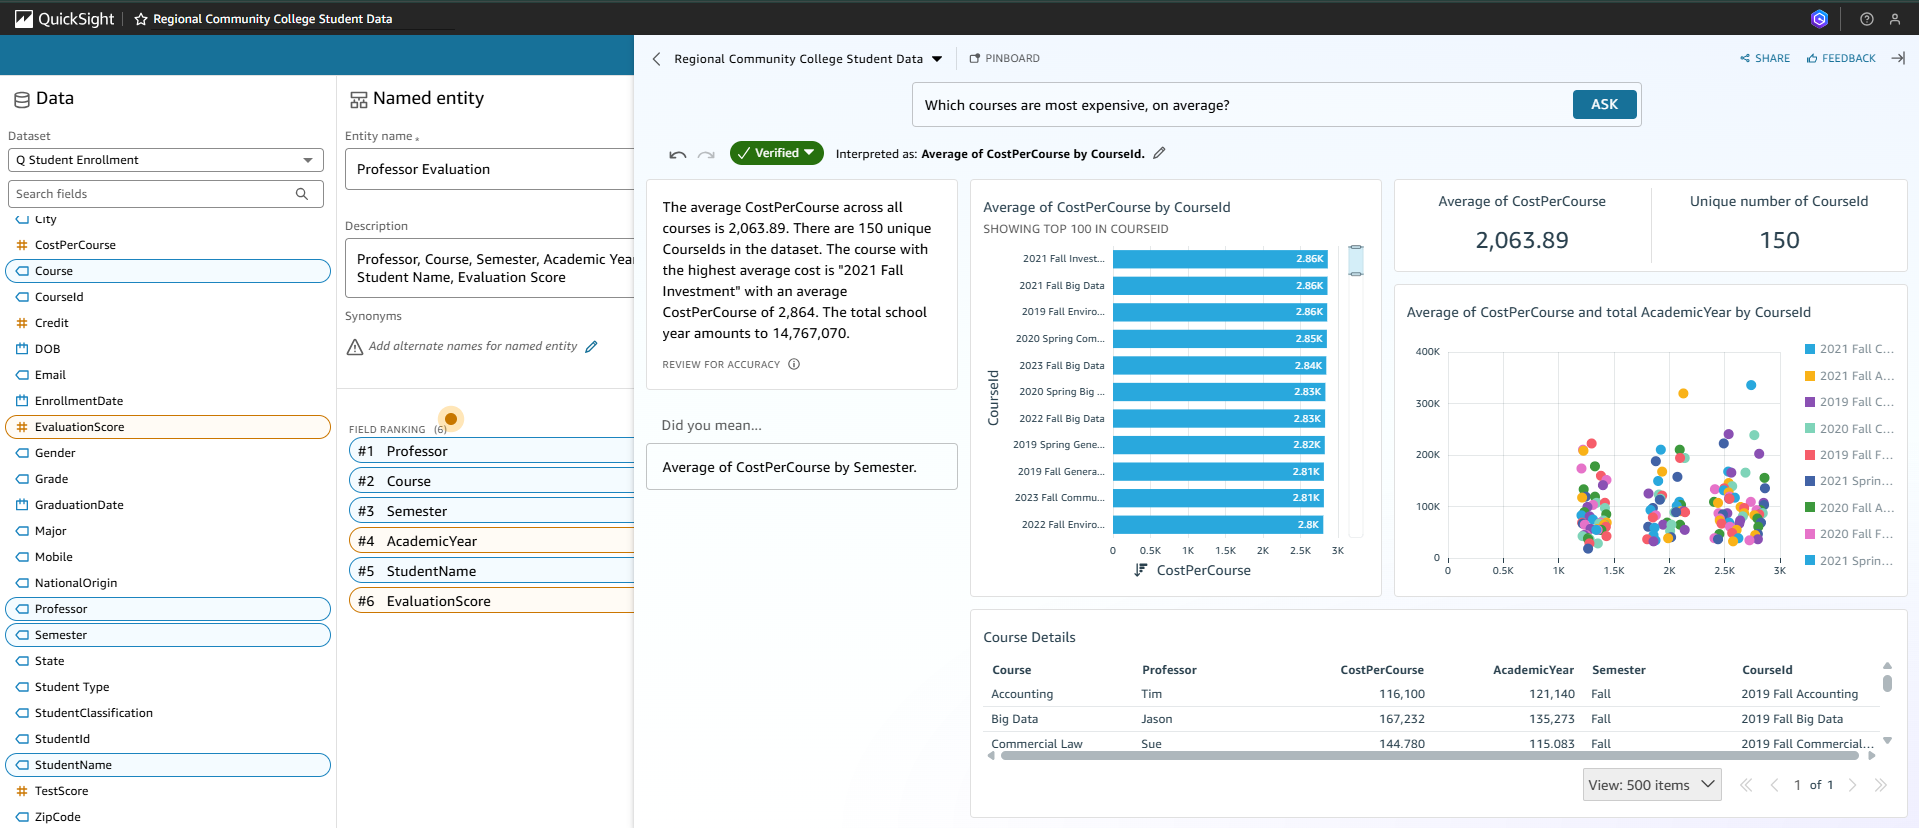 QuickSight
Regional Community College Student Data
Data
Dataset
Q Student Enrollment
Search fields
City
CostPerCourse
Course
CourseId
Credit
DOB
Email
EnrollmentDate
EvaluationScore
Gender
Grade
GraduationDate
Major
Mobile
NationalOrigin
Professor
Semester
State
Student Type
StudentClassification
StudentId
StudentName
TestScore
ZipCode
Named entity
Entity name *
Professor Evaluation
Description
Professor, Course, Semester, Academic Year
Student Name, Evaluation Score
Synonyms
Add alternate names for named entity
FIELD RANKING (6)
#1 Professor
#2 Course
#3 Semester
#4 AcademicYear
#5 StudentName
#6 EvaluationScore
Regional Community College Student Data
PINBOARD
SHARE
FEEDBACK
Which courses are most expensive, on average?
ASK
Verified
Interpreted as: Average of CostPerCourse by CourseId.
The average CostPerCourse across all
courses is 2,063.89. There are 150 unique
CourseIds in the dataset. The course with
the highest average cost is "2021 Fall
Investment" with an average
CostPerCourse of 2,864. The total school
year amounts to 14,767,070.
REVIEW FOR ACCURACY
Did you mean...
Average of CostPerCourse by Semester.
Average of CostPerCourse by CourseId
SHOWING TOP 100 IN COURSEID
CourseId
2021 Fall Invest... 2.86K
2021 Fall Big Data 2.86K
2019 Fall Enviro... 2.86K
2020 Spring Com... 2.85K
2023 Fall Big Data 2.84K
2020 Spring Big ... 2.83K
2022 Fall Big Data 2.83K
2019 Spring Gene... 2.82K
2019 Fall Genera... 2.81K
2023 Fall Commu... 2.81K
2022 Fall Enviro... 2.8K
0 0.5K 1K 1.5K 2K 2.5K 3K
CostPerCourse
Average of CostPerCourse
2,063.89
Unique number of CourseId
150
Average of CostPerCourse and total AcademicYear by CourseId
400K
300K
200K
100K
0
0 0.5K 1K 1.5K 2K 2.5K 3K
2021 Fall C...
2021 Fall A...
2019 Fall C...
2020 Fall C...
2019 Fall F...
2021 Sprin...
2020 Fall A...
2020 Fall F...
2021 Sprin...
Course Details
Course Professor CostPerCourse AcademicYear Semester CourseId
Accounting Tim 116,100 121,140 Fall 2019 Fall Accounting
Big Data Jason 167,232 135,273 Fall 2019 Fall Big Data
Commercial Law Sue 144,780 115,083 Fall 2019 Fall Commercial...
View: 500 items
1 of 1